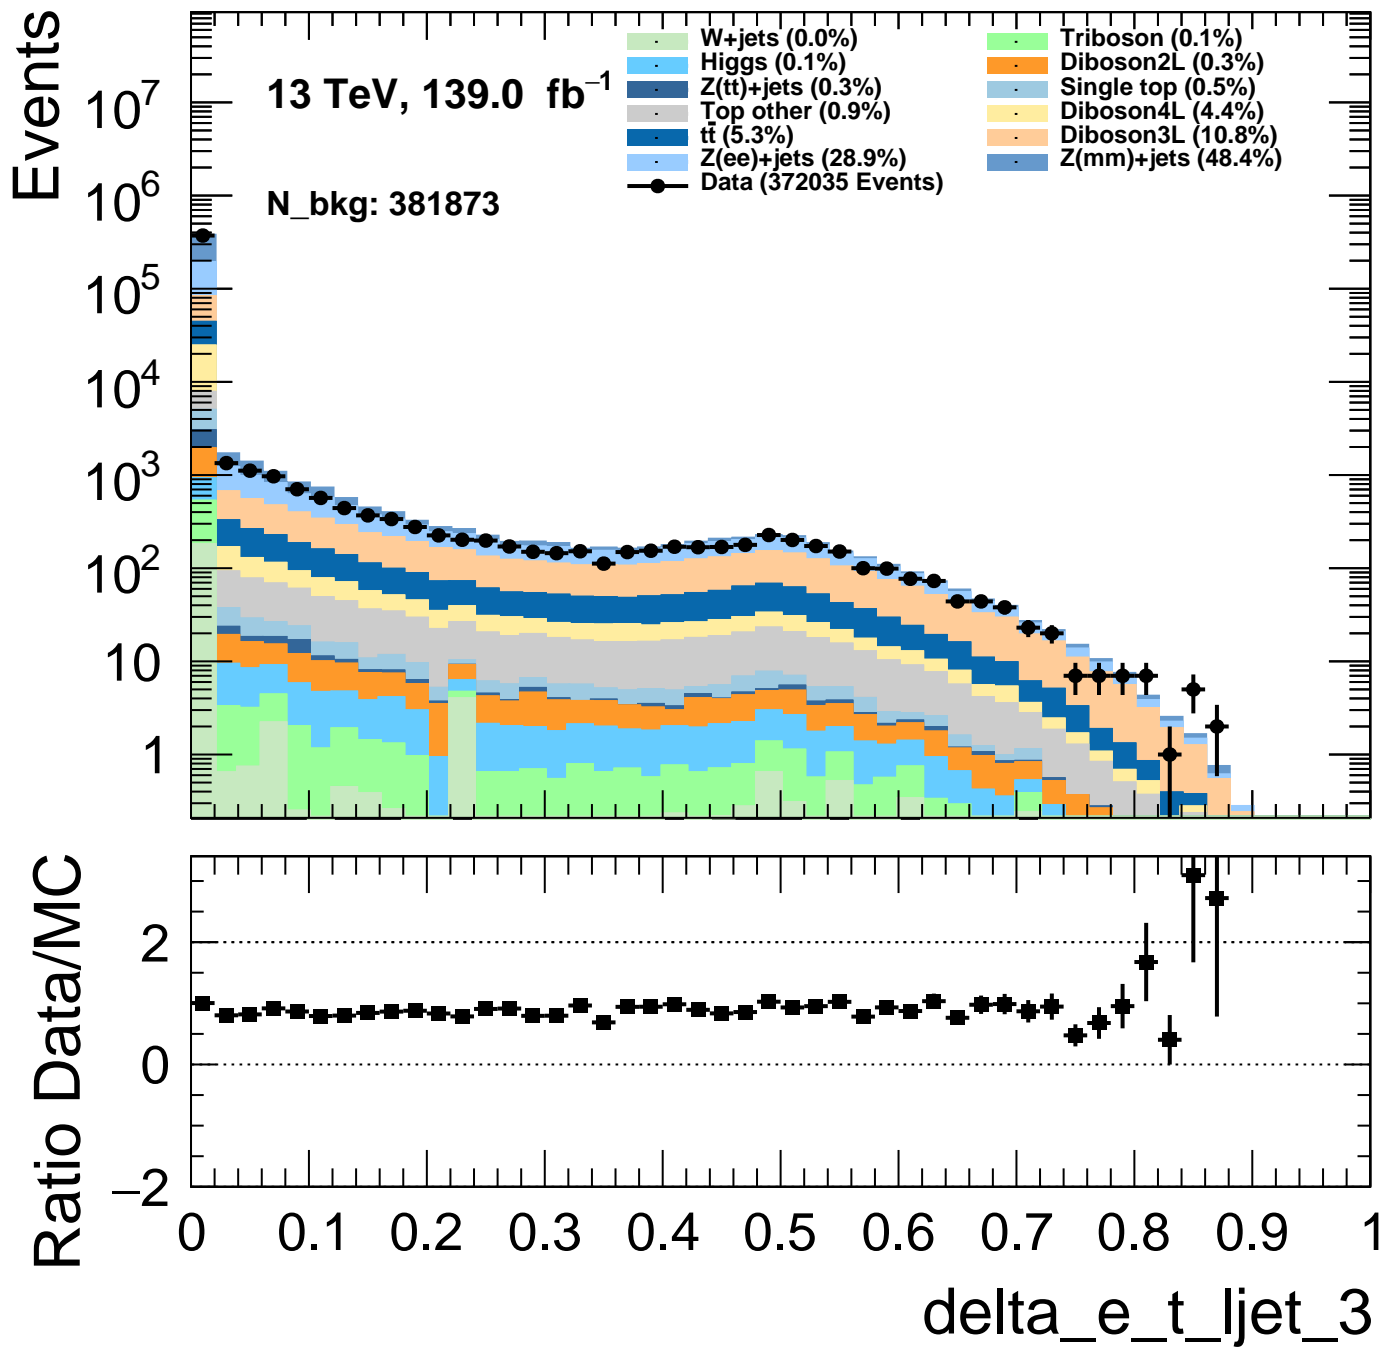 Events
10⁷
10⁶
10⁵
10⁴
10³
10²
10
1
13 TeV, 139.0 fb⁻¹
N_bkg: 381873
W+jets (0.0%)
Higgs (0.1%)
Z(tt)+jets (0.3%)
Top other (0.9%)
tt̄ (5.3%)
Z(ee)+jets (28.9%)
Data (372035 Events)
Triboson (0.1%)
Diboson2L (0.3%)
Single top (0.5%)
Diboson4L (4.4%)
Diboson3L (10.8%)
Z(mm)+jets (48.4%)
Ratio Data/MC
2
0
−2
0 0.1 0.2 0.3 0.4 0.5 0.6 0.7 0.8 0.9 1
delta_e_t_ljet_3